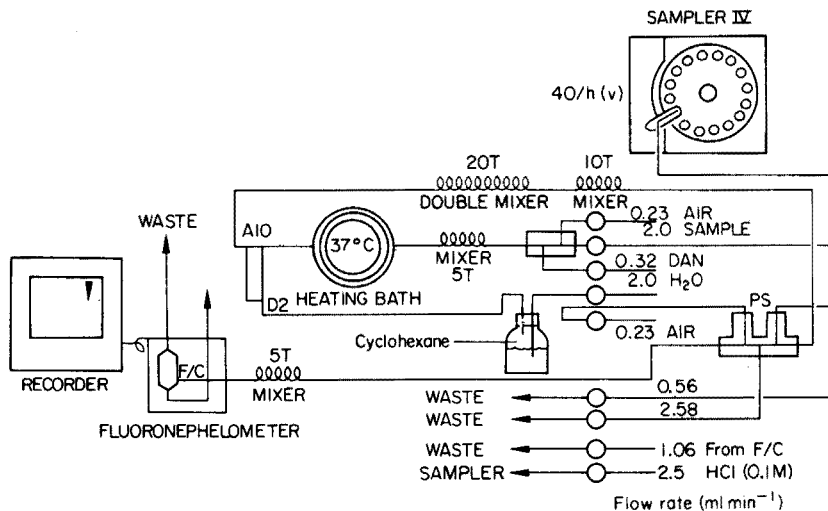 SAMPLER IV
40/h (v)
20T
10T
DOUBLE MIXER
MIXER
WASTE
0.23 AIR
2.0 SAMPLE
A10
37°C
MIXER
5T
0.32 DAN
2.0 H₂O
HEATING BATH
D2
PS
Cyclohexane
0.23 AIR
F/C
5T
MIXER
RECORDER
FLUORONEPHELOMETER
WASTE
0.56
WASTE
2.58
WASTE
1.06 From F/C
SAMPLER
2.5 HCl (0.1M)
Flow rate (ml min⁻¹)